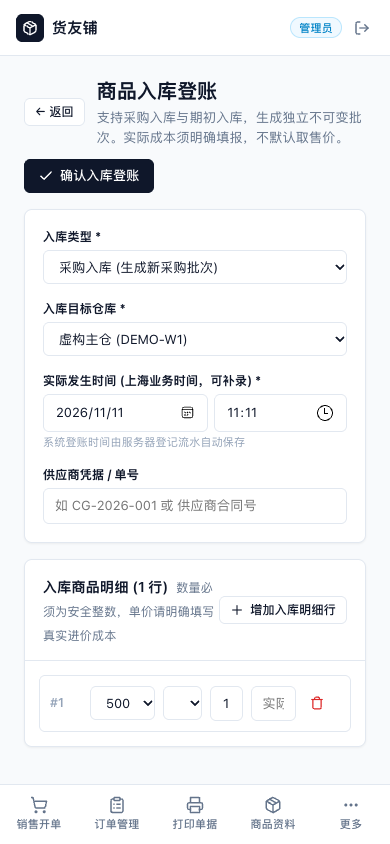 货友铺
管理员
← 返回
商品入库登账
支持采购入库与期初入库，生成独立不可变批
次。实际成本须明确填报，不默认取售价。
确认入库登账
入库类型 *
采购入库 (生成新采购批次)
入库目标仓库 *
虚构主仓 (DEMO-W1)
实际发生时间 (上海业务时间，可补录) *
2026/11/11
11:11
系统登账时间由服务器登记流水自动保存
供应商凭据 / 单号
如 CG-2026-001 或 供应商合同号
入库商品明细 (1 行) 数量必
须为安全整数，单价请明确填写
真实进价成本
增加入库明细行
#1
500
1
实
销售开单
订单管理
打印单据
商品资料
更多